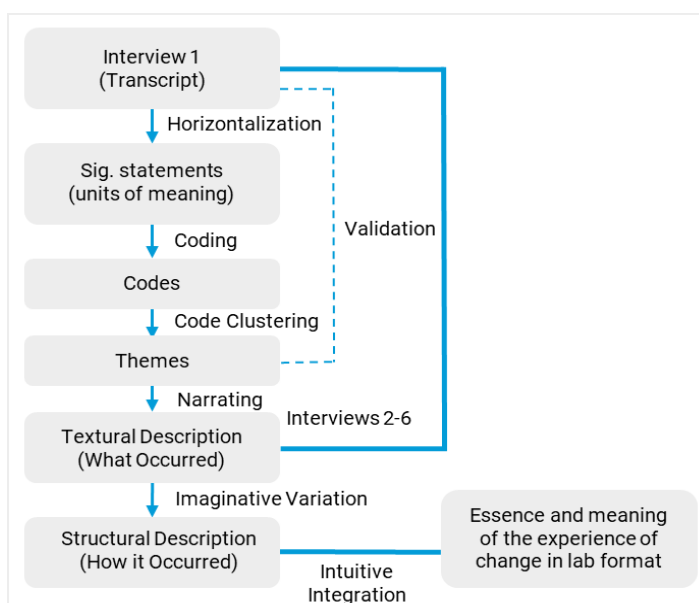 Interview 1
(Transcript)
Horizontalization
Sig. statements
(units of meaning)
Validation
Coding
Codes
Code Clustering
Themes
Narrating
Interviews 2-6
Textural Description
(What Occurred)
Imaginative Variation
Structural Description
(How it Occurred)
Intuitive
Integration
Essence and meaning
of the experience of
change in lab format